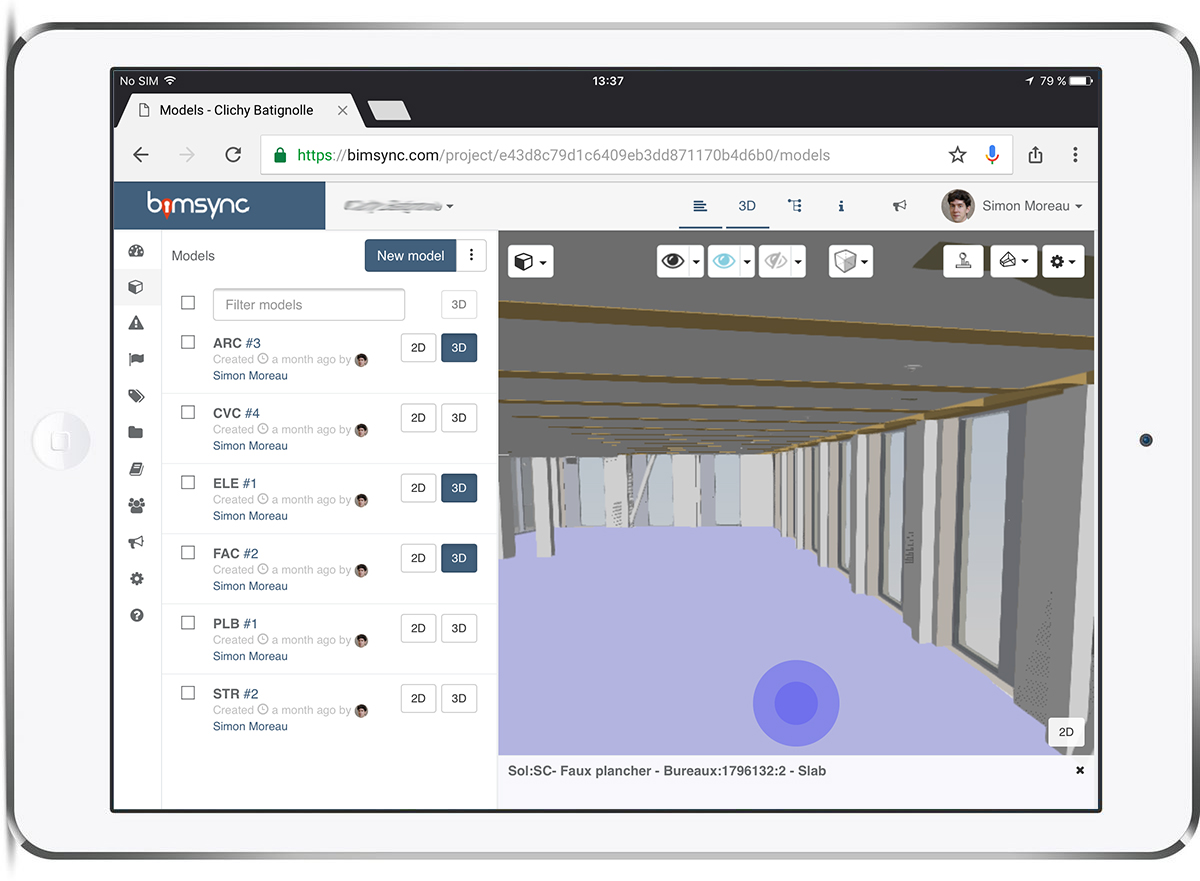 No SIM 13:37 79 %
Models - Clichy Batignolle
https://bimsync.com/project/e43d8c79d1c6409eb3dd871170b4d6b0/models
bimsync 3D Simon Moreau
Models New model
Filter models 3D
ARC #3 2D 3D
Created a month ago by
Simon Moreau
CVC #4 2D 3D
Created a month ago by
Simon Moreau
ELE #1 2D 3D
Created a month ago by
Simon Moreau
FAC #2 2D 3D
Created a month ago by
Simon Moreau
PLB #1 2D 3D
Created a month ago by
Simon Moreau
STR #2 2D 3D
Created a month ago by
Simon Moreau
2D
Sol:SC- Faux plancher - Bureaux:1796132:2 - Slab